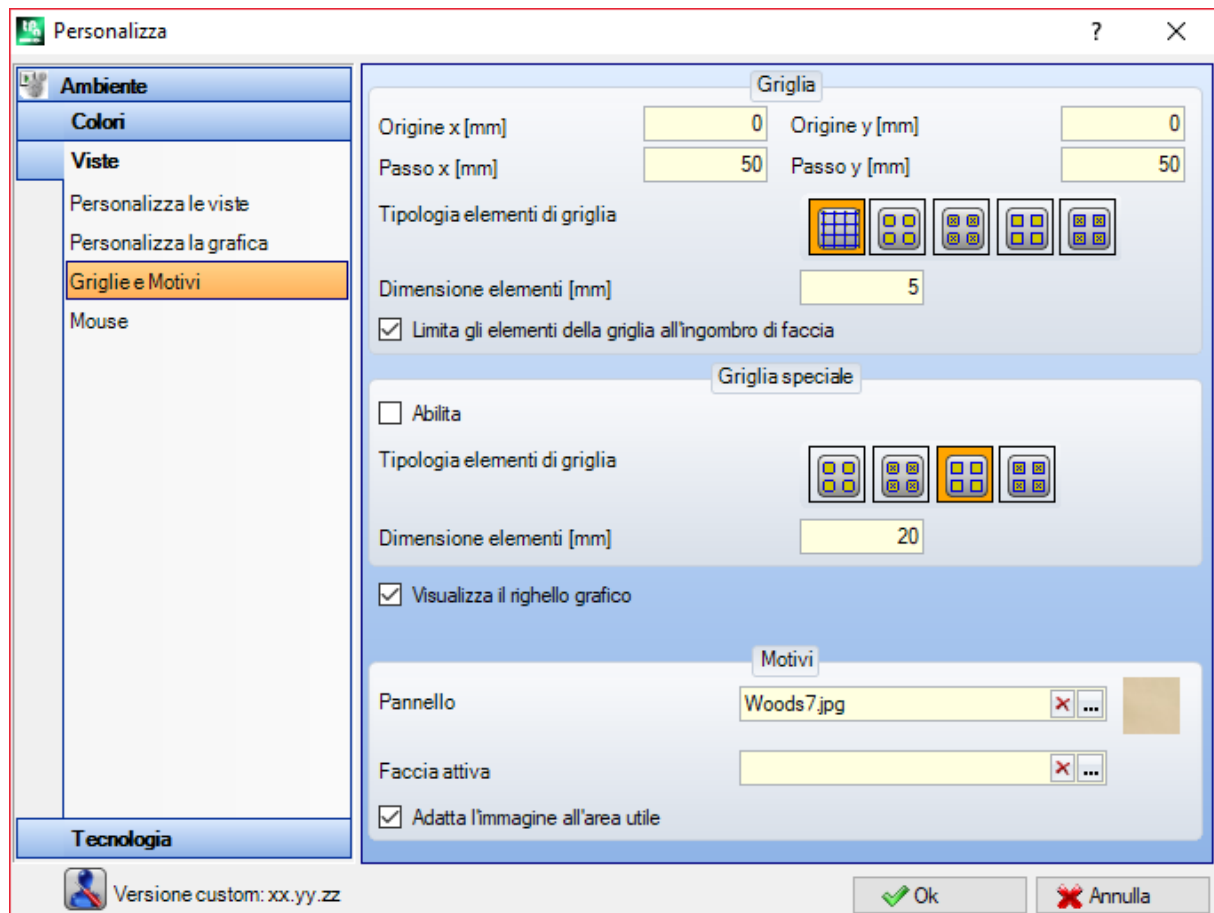 Personalizza
?
Ambiente
Colori
Viste
Personalizza le viste
Personalizza la grafica
Griglie e Motivi
Mouse
Tecnologia
Griglia
Origine x [mm] 0 Origine y [mm] 0
Passo x [mm] 50 Passo y [mm] 50
Tipologia elementi di griglia
Dimensione elementi [mm] 5
Limita gli elementi della griglia all'ingombro di faccia
Griglia speciale
Abilita
Tipologia elementi di griglia
Dimensione elementi [mm] 20
Visualizza il righello grafico
Motivi
Pannello Woods7.jpg ...
Faccia attiva ...
Adatta l'immagine all'area utile
Versione custom: xx.yy.zz
Ok Annulla